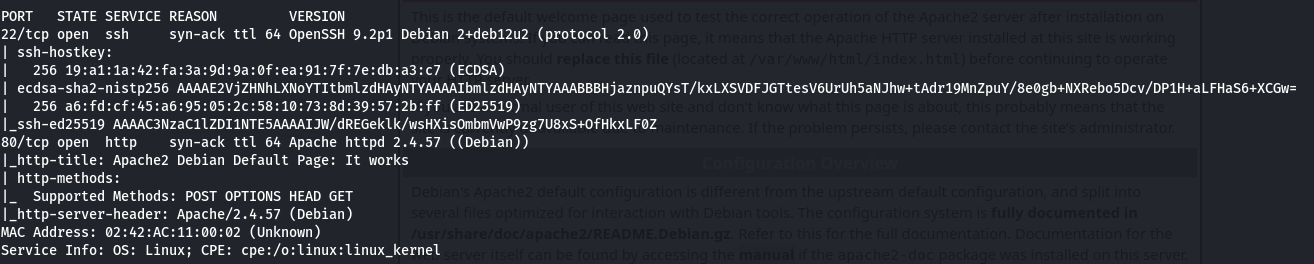 PORT   STATE SERVICE REASON         VERSION
22/tcp open  ssh     syn-ack ttl 64 OpenSSH 9.2p1 Debian 2+deb12u2 (protocol 2.0)
| ssh-hostkey:
|   256 19:a1:1a:42:fa:3a:9d:9a:0f:ea:91:7f:7e:db:a3:c7 (ECDSA)
| ecdsa-sha2-nistp256 AAAAE2VjZHNhLXNoYTItbmlzdHAyNTYAAAAIbmlzdHAyNTYAAABBBHjaznpuQYsT/kxLXSVDFJGTtesV6UrUh5aNJhw+tAdr19MnZpuY/8e0gb+NXRebo5Dcv/DP1H+aLFHaS6+XCGw=
|   256 a6:fd:cf:45:a6:95:05:2c:58:10:73:8d:39:57:2b:ff (ED25519)
|_ssh-ed25519 AAAAC3NzaC1lZDI1NTE5AAAAIJW/dREGeklk/wsHXisOmbmVwP9zg7U8xS+OfHkxLF0Z
80/tcp open  http    syn-ack ttl 64 Apache httpd 2.4.57 ((Debian))
|_http-title: Apache2 Debian Default Page: It works
| http-methods:
|_  Supported Methods: POST OPTIONS HEAD GET
|_http-server-header: Apache/2.4.57 (Debian)
MAC Address: 02:42:AC:11:00:02 (Unknown)
Service Info: OS: Linux; CPE: cpe:/o:linux:linux_kernel
This is the default welcome page used to test the correct operation of the Apache2 server after installation on
this page, it means that the Apache HTTP server installed at this site is working
should replace this file (located at /var/www/html/index.html) before continuing to operate
user of this web site and don't know what this page is about, this probably means that the
maintenance. If the problem persists, please contact the site's administrator.
Configuration Overview
Debian's Apache2 default configuration is different from the upstream default configuration, and split into
several files optimized for interaction with Debian tools. The configuration system is fully documented in
/usr/share/doc/apache2/README.Debian.gz. Refer to this for the full documentation. Documentation for the
server itself can be found by accessing the manual if the apache2-doc package was installed on this server.